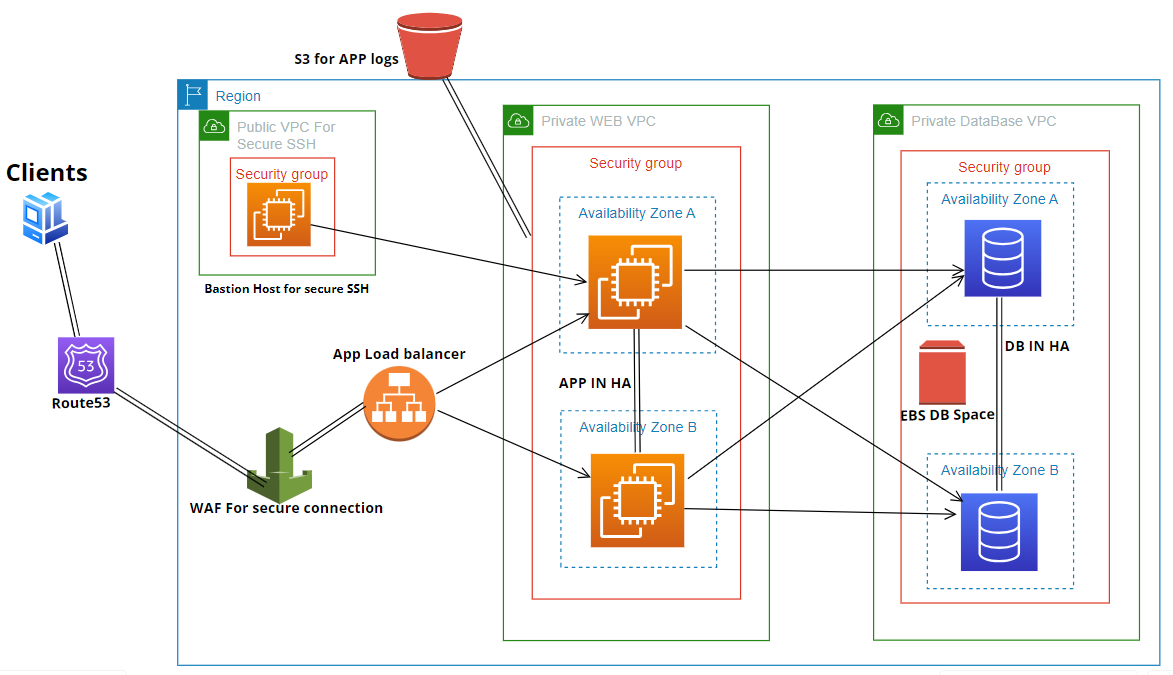 S3 for APP logs
Region
Public VPC For
Secure SSH
Security group
Bastion Host for secure SSH
Clients
53
Route53
WAF For secure connection
App Load balancer
Private WEB VPC
Security group
Availability Zone A
APP IN HA
Availability Zone B
Private DataBase VPC
Security group
Availability Zone A
DB IN HA
EBS DB Space
Availability Zone B